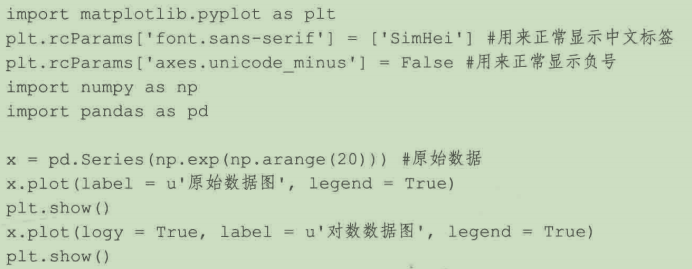 import matplotlib.pyplot as plt
plt.rcParams['font.sans-serif'] = ['SimHei'] #用来正常显示中文标签
plt.rcParams['axes.unicode_minus'] = False #用来正常显示负号
import numpy as np
import pandas as pd
x = pd.Series(np.exp(np.arange(20))) #原始数据
x.plot(label = u'原始数据图', legend = True)
plt.show()
x.plot(logy = True, label = u'对数数据图', legend = True)
plt.show()